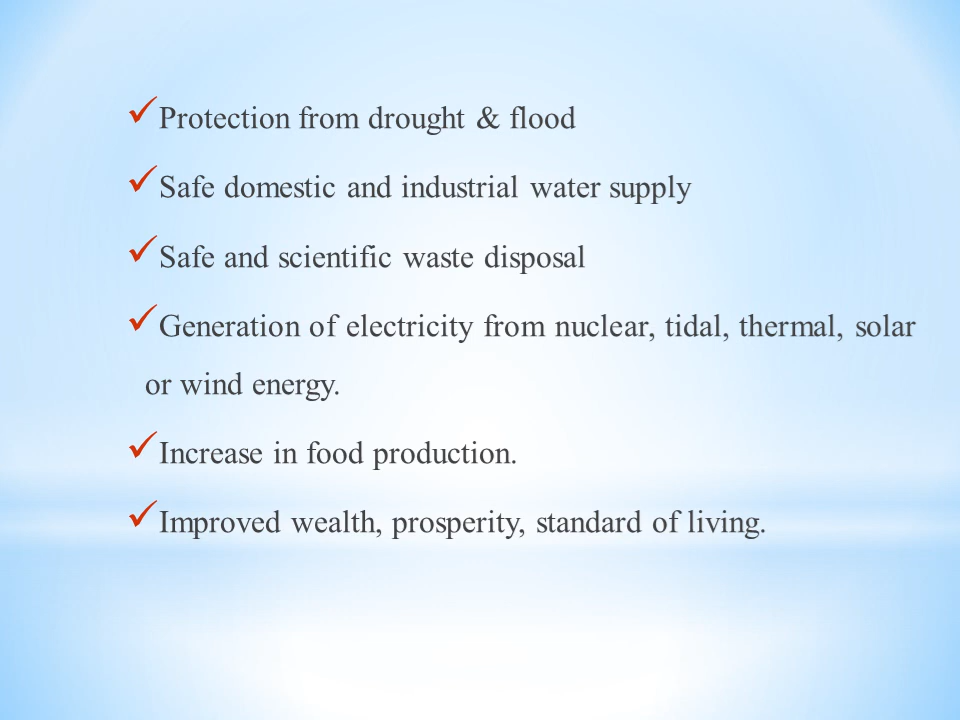 ✓Protection from drought & flood
✓Safe domestic and industrial water supply
✓Safe and scientific waste disposal
✓Generation of electricity from nuclear, tidal, thermal, solar
or wind energy.
✓Increase in food production.
✓Improved wealth, prosperity, standard of living.